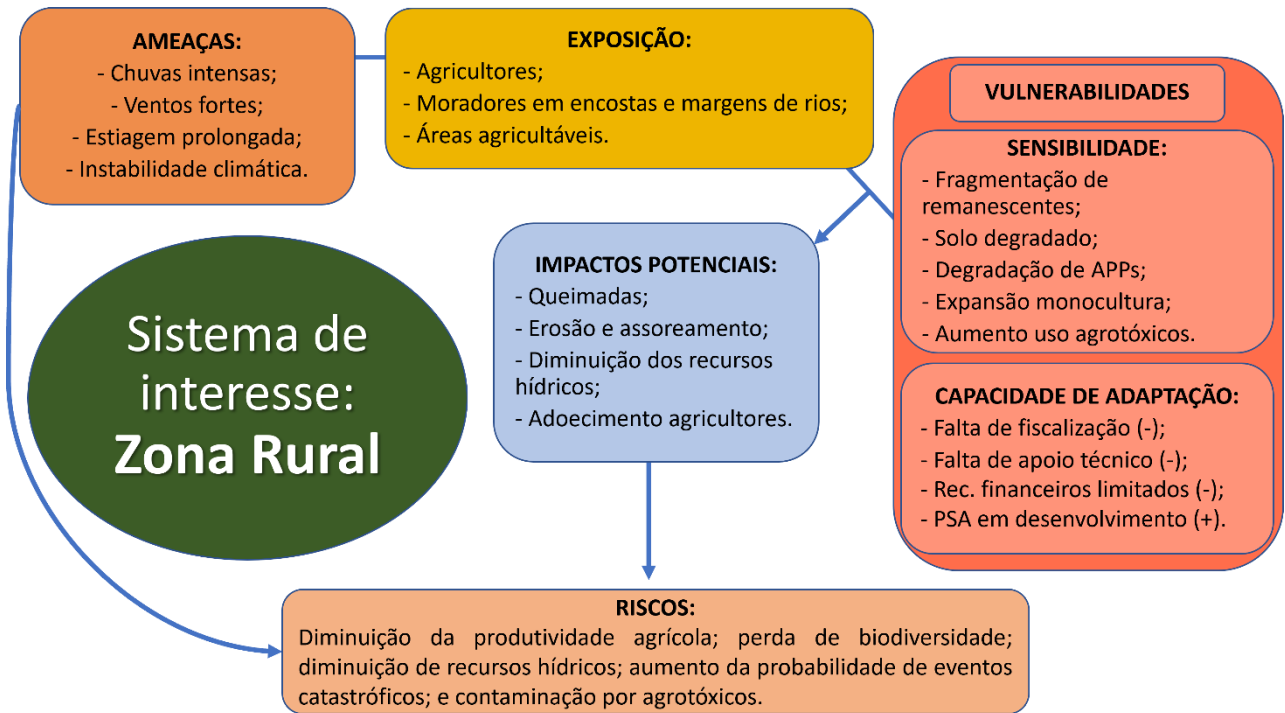 AMEAÇAS:
- Chuvas intensas;
- Ventos fortes;
- Estiagem prolongada;
- Instabilidade climática.
EXPOSIÇÃO:
- Agricultores;
- Moradores em encostas e margens de rios;
- Áreas agricultáveis.
VULNERABILIDADES
SENSIBILIDADE:
- Fragmentação de
remanescentes;
- Solo degradado;
- Degradação de APPs;
- Expansão monocultura;
- Aumento uso agrotóxicos.
CAPACIDADE DE ADAPTAÇÃO:
- Falta de fiscalização (-);
- Falta de apoio técnico (-);
- Rec. financeiros limitados (-);
- PSA em desenvolvimento (+).
IMPACTOS POTENCIAIS:
- Queimadas;
- Erosão e assoreamento;
- Diminuição dos recursos
hídricos;
- Adoecimento agricultores.
Sistema de
interesse:
Zona Rural
RISCOS:
Diminuição da produtividade agrícola; perda de biodiversidade;
diminuição de recursos hídricos; aumento da probabilidade de eventos
catastróficos; e contaminação por agrotóxicos.